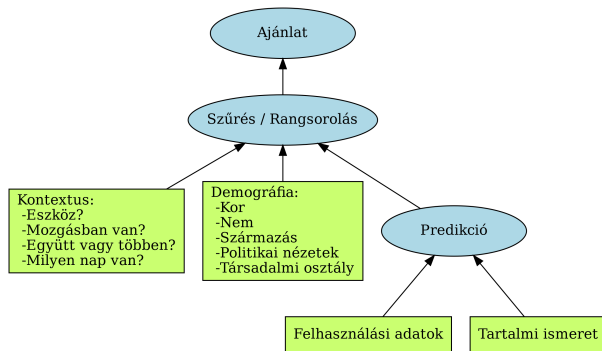 Ajánlat
Szűrés / Rangsorolás
Kontextus:
-Eszköz?
-Mozgásban van?
-Együtt vagy többen?
-Milyen nap van?
Demográfia:
-Kor
-Nem
-Származás
-Politikai nézetek
-Társadalmi osztály
Predikció
Felhasználási adatok
Tartalmi ismeret